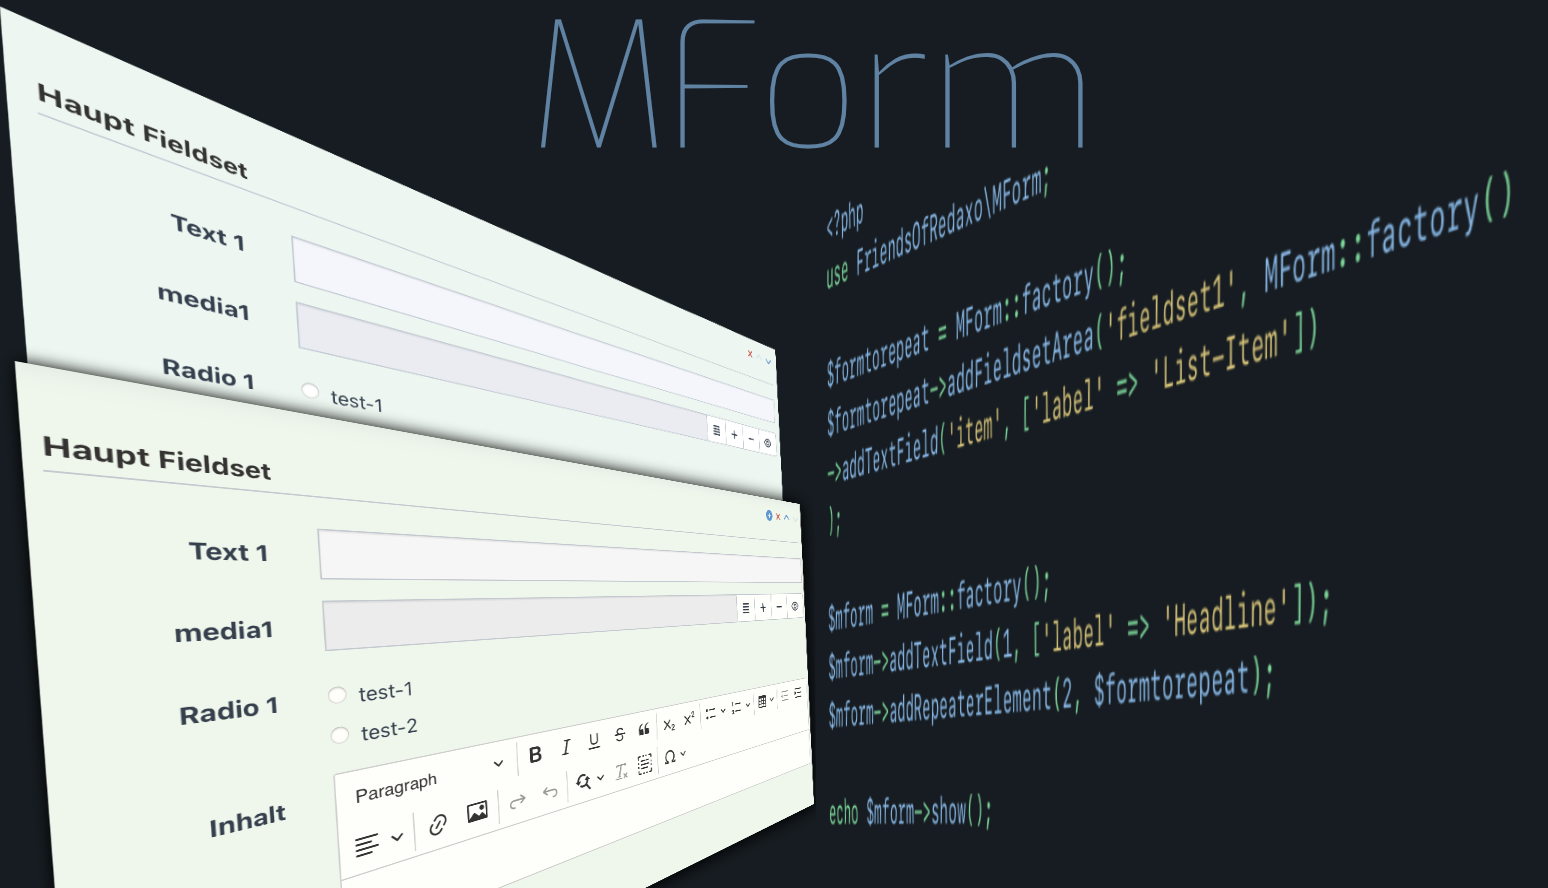 MForm
Haupt Fieldset
Text 1
media1
Radio 1
test-1
Haupt Fieldset
Text 1
media1
Radio 1
test-1
test-2
Inhalt
Paragraph
<?php
use FriendsOfRedaxo\MForm;
$formtorepeat = MForm::factory();
$formtorepeat->addFieldsetArea('fieldset1', MForm::factory()
->addTextField('item', ['label' => 'List-Item'])
);
$mform = MForm::factory();
$mform->addTextField(1, ['label' => 'Headline']);
$mform->addRepeaterElement(2, $formtorepeat);
echo $mform->show();